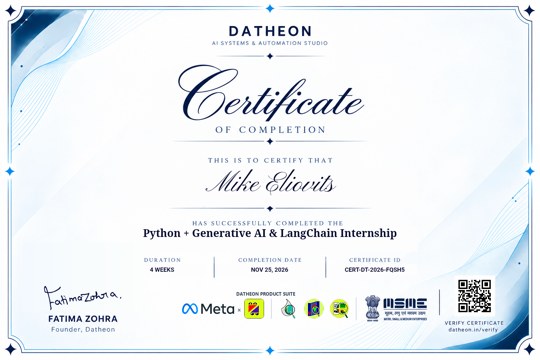 DATHEON
AI SYSTEMS & AUTOMATION STUDIO
Certificate
OF COMPLETION
THIS IS TO CERTIFY THAT
Mike Eliovits
HAS SUCCESSFULLY COMPLETED THE
Python + Generative AI & LangChain Internship
DURATION
4 WEEKS
COMPLETION DATE
NOV 25, 2026
CERTIFICATE ID
CERT-DT-2026-FQSH5
Fatima Zohra.
FATIMA ZOHRA
Founder, Datheon
DATHEON PRODUCT SUITE
Meta
MSME
VERIFY CERTIFICATE
datheon.in/verify